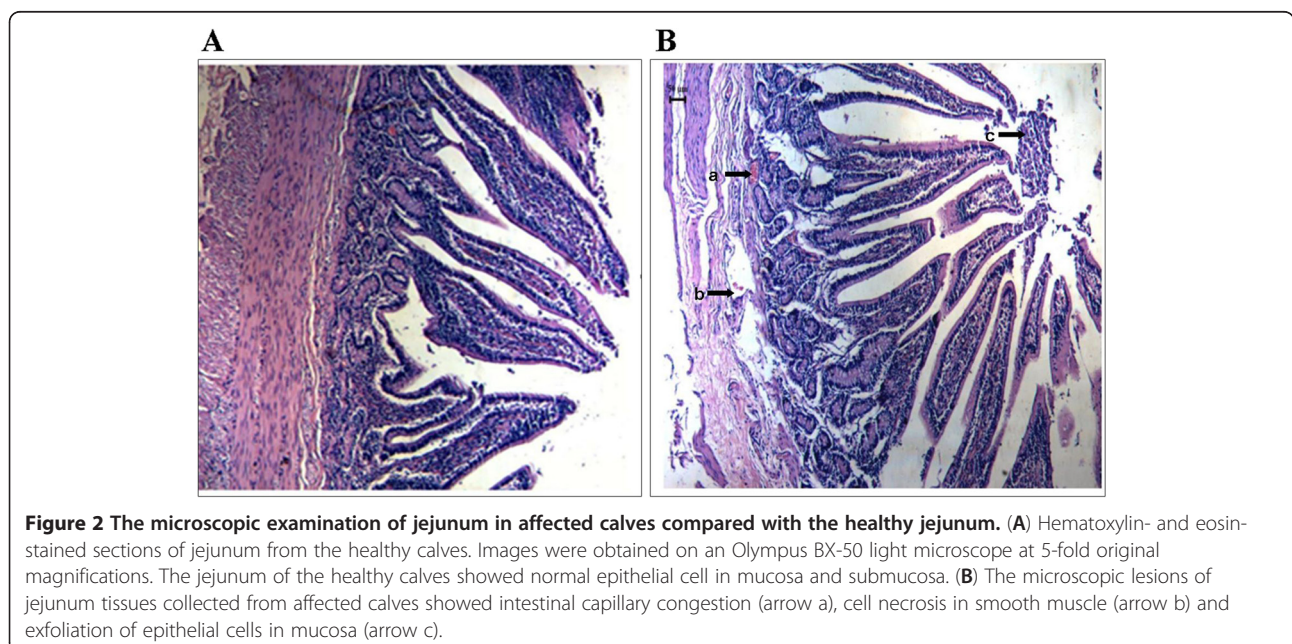 A
B
c
a
b
Figure 2 The microscopic examination of jejunum in affected calves compared with the healthy jejunum. (A) Hematoxylin- and eosin-
stained sections of jejunum from the healthy calves. Images were obtained on an Olympus BX-50 light microscope at 5-fold original
magnifications. The jejunum of the healthy calves showed normal epithelial cell in mucosa and submucosa. (B) The microscopic lesions of
jejunum tissues collected from affected calves showed intestinal capillary congestion (arrow a), cell necrosis in smooth muscle (arrow b) and
exfoliation of epithelial cells in mucosa (arrow c).